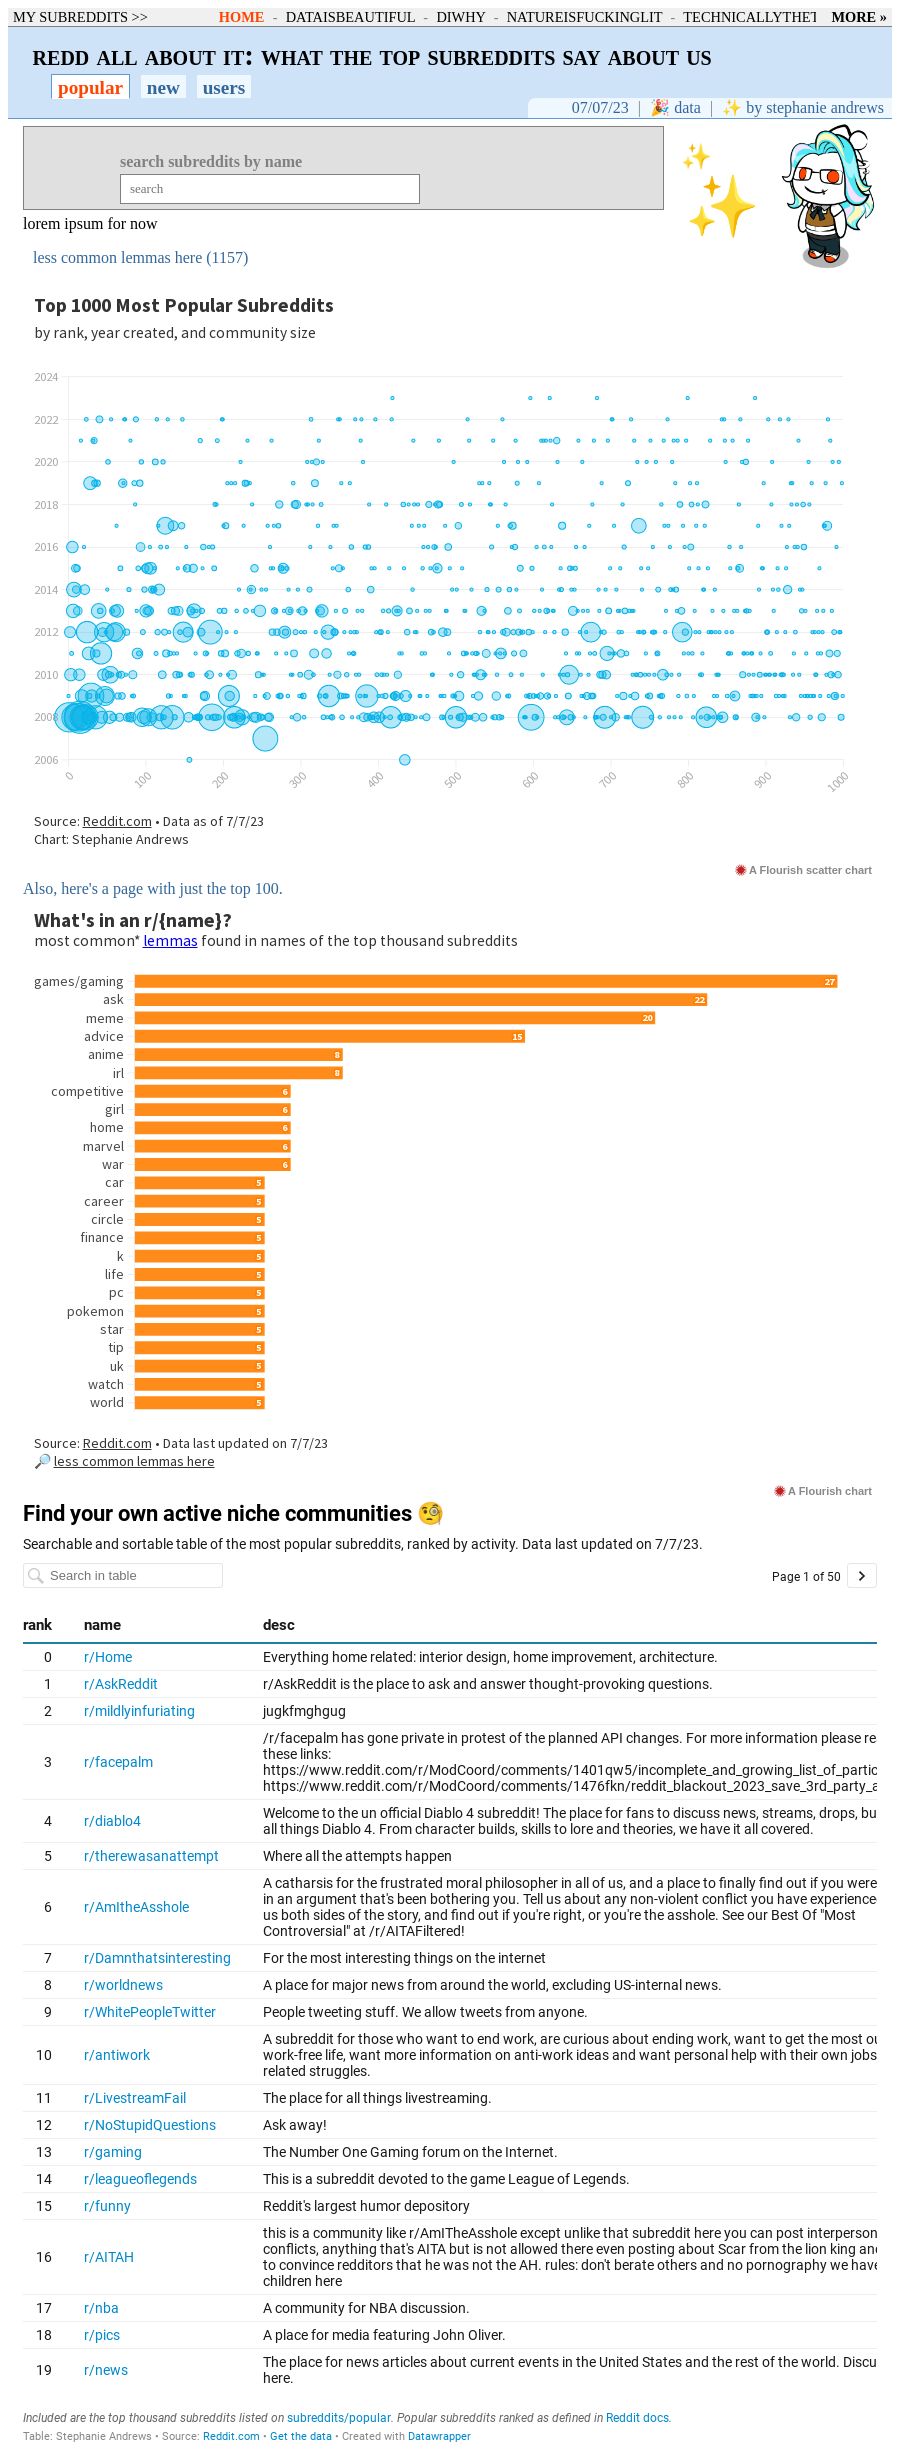 MY SUBREDDITS >> HOME - DATAISBEAUTIFUL - DIWHY - NATUREISFUCKINGLIT - TECHNICALLYTHET MORE »
REDD ALL ABOUT IT: WHAT THE TOP SUBREDDITS SAY ABOUT US
popular new users
07/07/23 | 🎉 data | ✨ by stephanie andrews
search subreddits by name
search
lorem ipsum for now
less common lemmas here (1157)
Top 1000 Most Popular Subreddits
by rank, year created, and community size
2024
2022
2020
2018
2016
2014
2012
2010
2008
2006
0 100 200 300 400 500 600 700 800 900 1000
Source: Reddit.com • Data as of 7/7/23
Chart: Stephanie Andrews
A Flourish scatter chart
Also, here's a page with just the top 100.
What's in an r/{name}?
most common* lemmas found in names of the top thousand subreddits
games/gaming 27
ask 22
meme 20
advice 15
anime 8
irl 8
competitive 6
girl 6
home 6
marvel 6
war 6
car 5
career 5
circle 5
finance 5
k 5
life 5
pc 5
pokemon 5
star 5
tip 5
uk 5
watch 5
world 5
Source: Reddit.com • Data last updated on 7/7/23
🔎 less common lemmas here
A Flourish chart
Find your own active niche communities 🧐
Searchable and sortable table of the most popular subreddits, ranked by activity. Data last updated on 7/7/23.
Search in table Page 1 of 50
rank name desc
0 r/Home Everything home related: interior design, home improvement, architecture.
1 r/AskReddit r/AskReddit is the place to ask and answer thought-provoking questions.
2 r/mildlyinfuriating jugkfmghgug
3 r/facepalm /r/facepalm has gone private in protest of the planned API changes. For more information please re
these links:
https://www.reddit.com/r/ModCoord/comments/1401qw5/incomplete_and_growing_list_of_partic
https://www.reddit.com/r/ModCoord/comments/1476fkn/reddit_blackout_2023_save_3rd_party_a
4 r/diablo4 Welcome to the un official Diablo 4 subreddit! The place for fans to discuss news, streams, drops, bu
all things Diablo 4. From character builds, skills to lore and theories, we have it all covered.
5 r/therewasanattempt Where all the attempts happen
6 r/AmItheAsshole A catharsis for the frustrated moral philosopher in all of us, and a place to finally find out if you were
in an argument that's been bothering you. Tell us about any non-violent conflict you have experience
us both sides of the story, and find out if you're right, or you're the asshole. See our Best Of "Most
Controversial" at /r/AITAFiltered!
7 r/Damnthatsinteresting For the most interesting things on the internet
8 r/worldnews A place for major news from around the world, excluding US-internal news.
9 r/WhitePeopleTwitter People tweeting stuff. We allow tweets from anyone.
10 r/antiwork A subreddit for those who want to end work, are curious about ending work, want to get the most ou
work-free life, want more information on anti-work ideas and want personal help with their own jobs
related struggles.
11 r/LivestreamFail The place for all things livestreaming.
12 r/NoStupidQuestions Ask away!
13 r/gaming The Number One Gaming forum on the Internet.
14 r/leagueoflegends This is a subreddit devoted to the game League of Legends.
15 r/funny Reddit's largest humor depository
16 r/AITAH this is a community like r/AmITheAsshole except unlike that subreddit here you can post interperson
conflicts, anything that's AITA but is not allowed there even posting about Scar from the lion king and
to convince redditors that he was not the AH. rules: don't berate others and no pornography we have
children here
17 r/nba A community for NBA discussion.
18 r/pics A place for media featuring John Oliver.
19 r/news The place for news articles about current events in the United States and the rest of the world. Discu
here.
Included are the top thousand subreddits listed on subreddits/popular. Popular subreddits ranked as defined in Reddit docs.
Table: Stephanie Andrews • Source: Reddit.com • Get the data • Created with Datawrapper